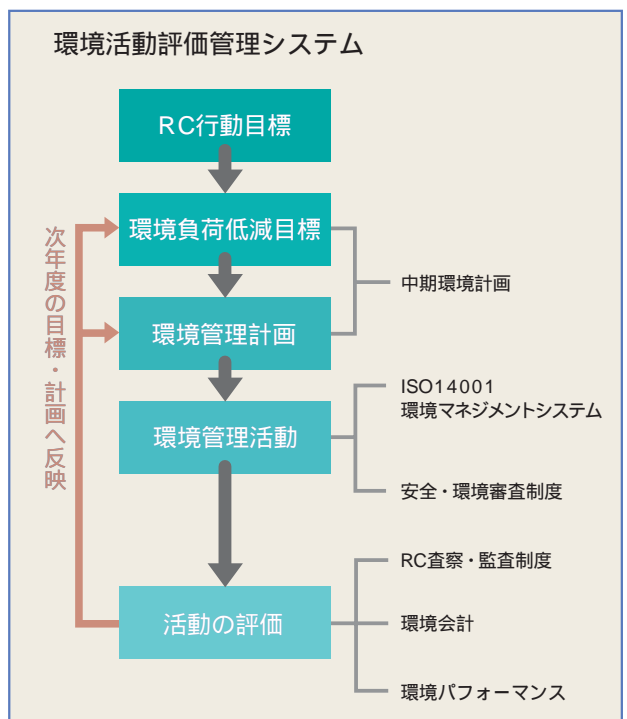 環境活動評価管理システム
RC行動目標
環境負荷低減目標
環境管理計画
中期環境計画
環境管理活動
ISO14001
環境マネジメントシステム
安全・環境審査制度
活動の評価
RC査察・監査制度
環境会計
環境パフォーマンス
次年度の目標・計画へ反映